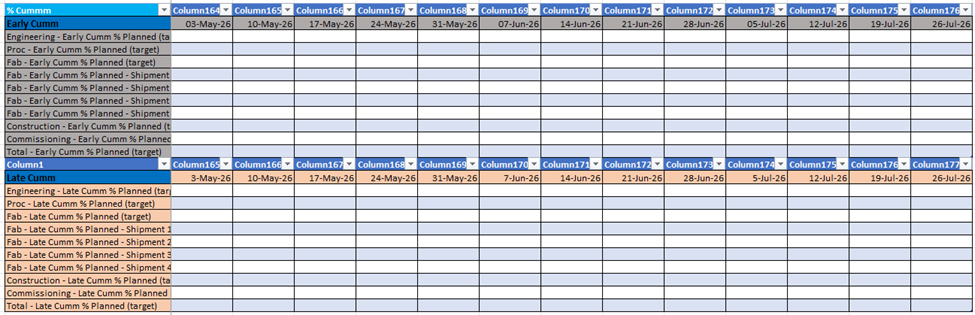 % Cummm Column164 Column165 Column166 Column167 Column168 Column169 Column170 Column171 Column172 Column173 Column174 Column175 Column176
Early Cumm 03-May-26 10-May-26 17-May-26 24-May-26 31-May-26 07-Jun-26 14-Jun-26 21-Jun-26 28-Jun-26 05-Jul-26 12-Jul-26 19-Jul-26 26-Jul-26
Engineering - Early Cumm % Planned (ta
Proc - Early Cumm % Planned (target)
Fab - Early Cumm % Planned (target)
Fab - Early Cumm % Planned - Shipment
Fab - Early Cumm % Planned - Shipment
Fab - Early Cumm % Planned - Shipment
Fab - Early Cumm % Planned - Shipment
Construction - Early Cumm % Planned (t
Commissioning - Early Cumm % Planned
Total - Early Cumm % Planned (target)
Column1 Column165 Column166 Column167 Column168 Column169 Column170 Column171 Column172 Column173 Column174 Column175 Column176 Column177
Late Cumm 3-May-26 10-May-26 17-May-26 24-May-26 31-May-26 7-Jun-26 14-Jun-26 21-Jun-26 28-Jun-26 5-Jul-26 12-Jul-26 19-Jul-26 26-Jul-26
Engineering - Late Cumm % Planned (tar
Proc - Late Cumm % Planned (target)
Fab - Late Cumm % Planned (target)
Fab - Late Cumm % Planned - Shipment 1
Fab - Late Cumm % Planned - Shipment 2
Fab - Late Cumm % Planned - Shipment 3
Fab - Late Cumm % Planned - Shipment 4
Construction - Late Cumm % Planned (ta
Commissioning - Late Cumm % Planned
Total - Late Cumm % Planned (target)